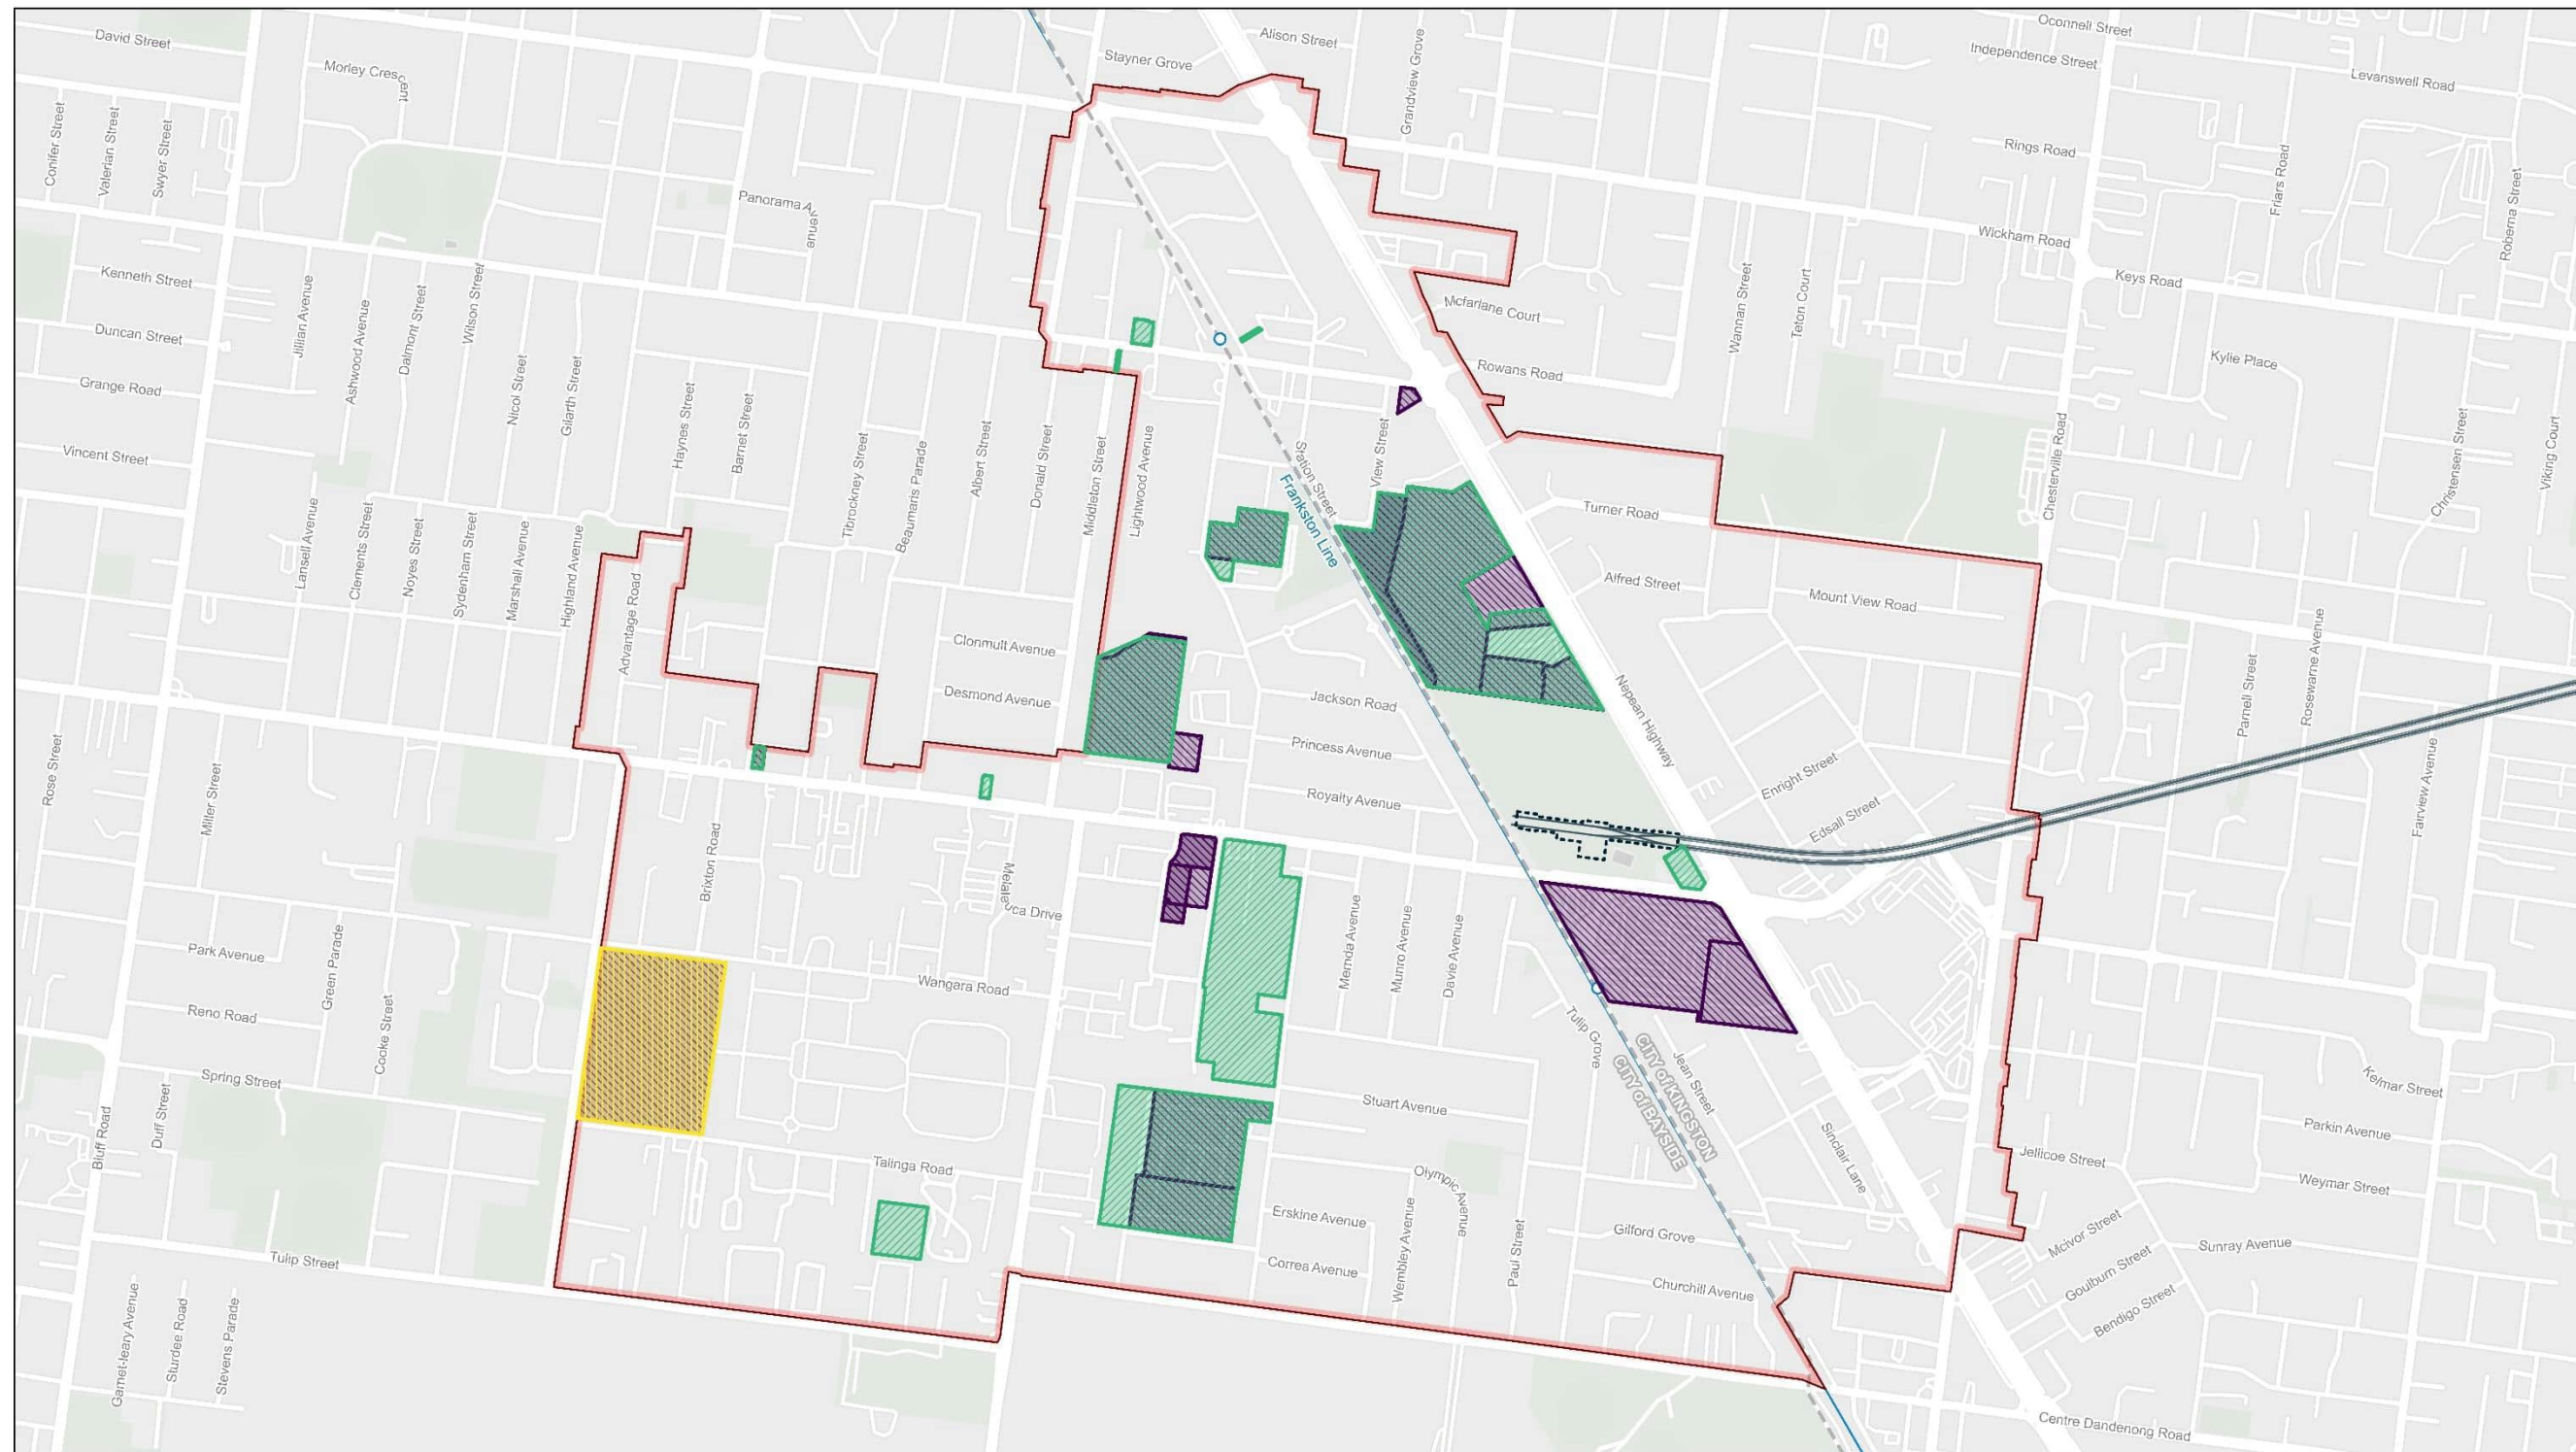 David Street
Morley Crescent
Stayner Grove
Alison Street
Grandview Grove
Oconnell Street
Independence Street
Levanswell Road
Conifer Street
Valerian Street
Swyer Street
Panorama Avenue
Rings Road
Friars Road
Roberna Street
Wickham Road
Keys Road
Kenneth Street
Jillian Avenue
Ashwood Avenue
Dalmont Street
Wilson Street
Mcfarlane Court
Wannan Street
Teton Court
Duncan Street
Grange Road
Nicol Street
Gilarth Street
Haynes Street
Barnet Street
Rowans Road
Kylie Place
Vincent Street
Tibrockney Street
Beaumaris Parade
Albert Street
Donald Street
Middleton Street
Lightwood Avenue
Station Street
View Street
Frankston Line
Chesterville Road
Christensen Street
Viking Court
Turner Road
Lansell Avenue
Clements Street
Noyes Street
Sydenham Street
Marshall Avenue
Highland Avenue
Advantage Road
Alfred Street
Mount View Road
Clonmult Avenue
Desmond Avenue
Jackson Road
Princess Avenue
Royalty Avenue
Nepean Highway
Parnell Street
Rosewarne Avenue
Rose Street
Miller Street
Enright Street
Edsall Street
Fairview Avenue
Brixton Road
Park Avenue
Green Parade
Wangara Road
Mernda Avenue
Munro Avenue
Davie Avenue
Reno Road
Cooke Street
Tulip Grove
CITY of KINGSTON
CITY of BAYSIDE
Jean Street
Spring Street
Bluff Road
Duff Street
Stuart Avenue
Sinclair Lane
Kelmar Street
Parkin Avenue
Jellicoe Street
Weymar Street
Talinga Road
Olympic Avenue
Erskine Avenue
Wembley Avenue
Paul Street
Gilford Grove
Mcivor Street
Goulburn Street
Sunray Avenue
Tulip Street
Correa Avenue
Churchill Avenue
Bendigo Street
Sturdee Road
Stevens Parade
Centre Dandenong Road